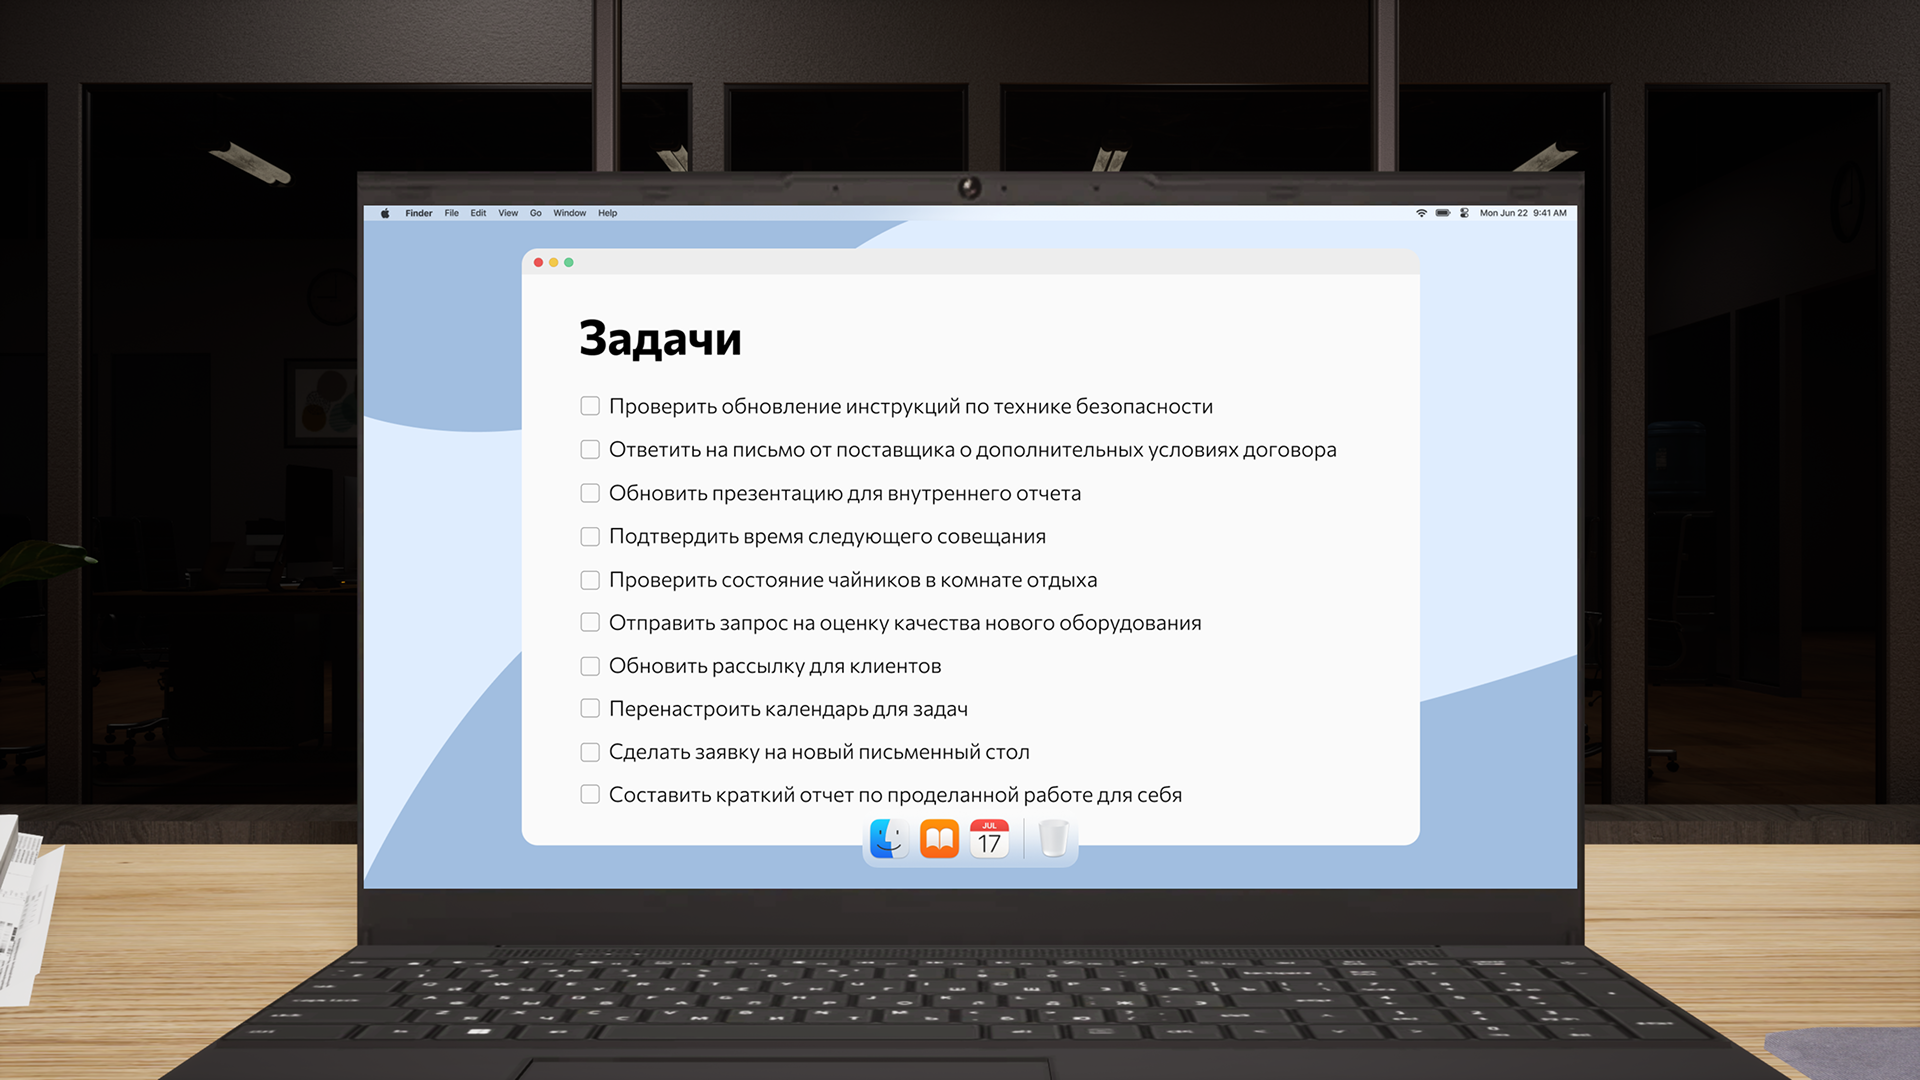 Finder File Edit View Go Window Help
Mon Jun 22 9:41 AM
Задачи
Проверить обновление инструкций по технике безопасности
Ответить на письмо от поставщика о дополнительных условиях договора
Обновить презентацию для внутреннего отчета
Подтвердить время следующего совещания
Проверить состояние чайников в комнате отдыха
Отправить запрос на оценку качества нового оборудования
Обновить рассылку для клиентов
Перенастроить календарь для задач
Сделать заявку на новый письменный стол
Составить краткий отчет по проделанной работе для себя
JUL
17